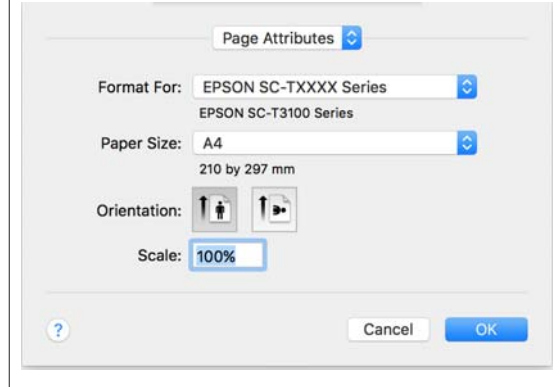 Page Attributes
Format For: EPSON SC-TXXXX Series
EPSON SC-T3100 Series
Paper Size: A4
210 by 297 mm
Orientation:
Scale: 100%
? Cancel OK